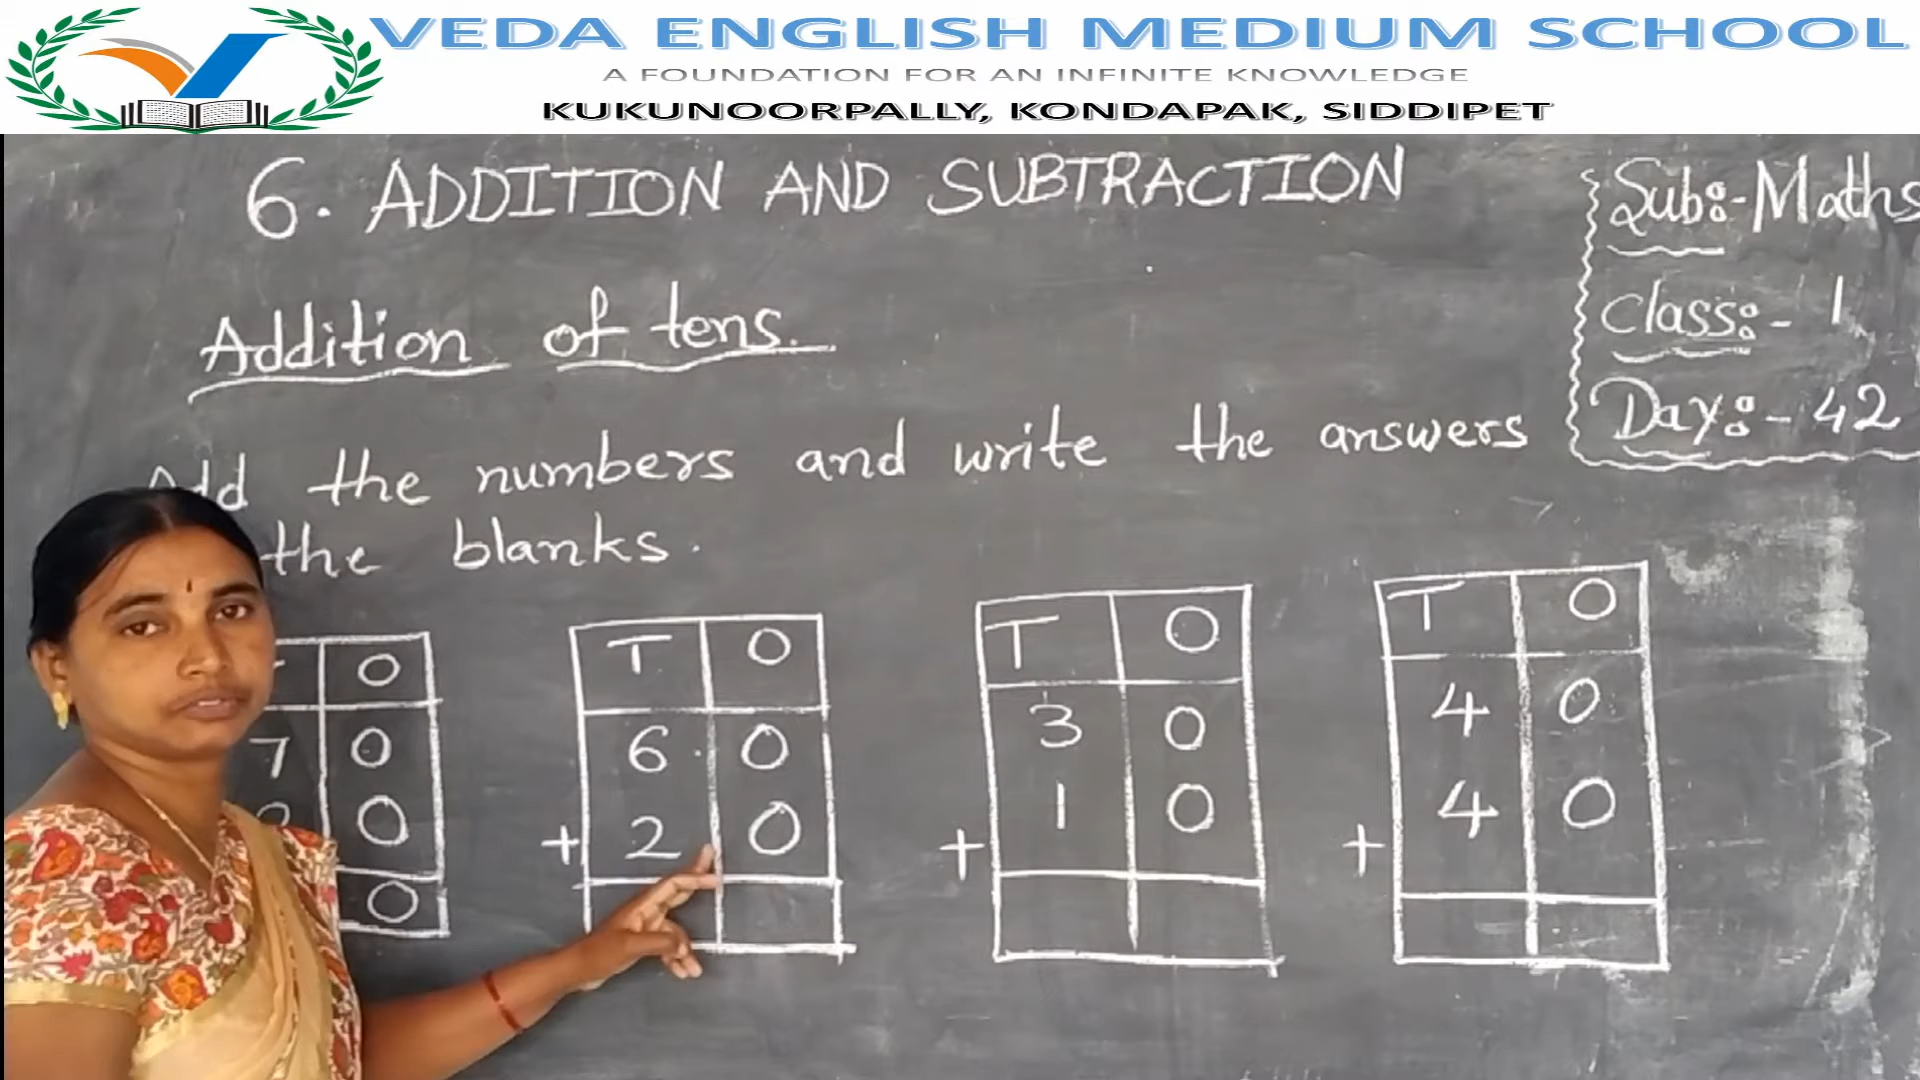 VEDA ENGLISH MEDIUM SCHOOL
A FOUNDATION FOR AN INFINITE KNOWLEDGE
KUKUNOORPALLY, KONDAPAK, SIDDIPET
6. ADDITION AND SUBTRACTION
Sub:-Maths
Class:- 1
Day:- 42
Addition of tens.
Add the numbers and write the answers
the blanks.
O
7 0
0
0
T O
6 0
+ 2 0
T O
3 0
+ 1 0
T O
4 0
+ 4 0